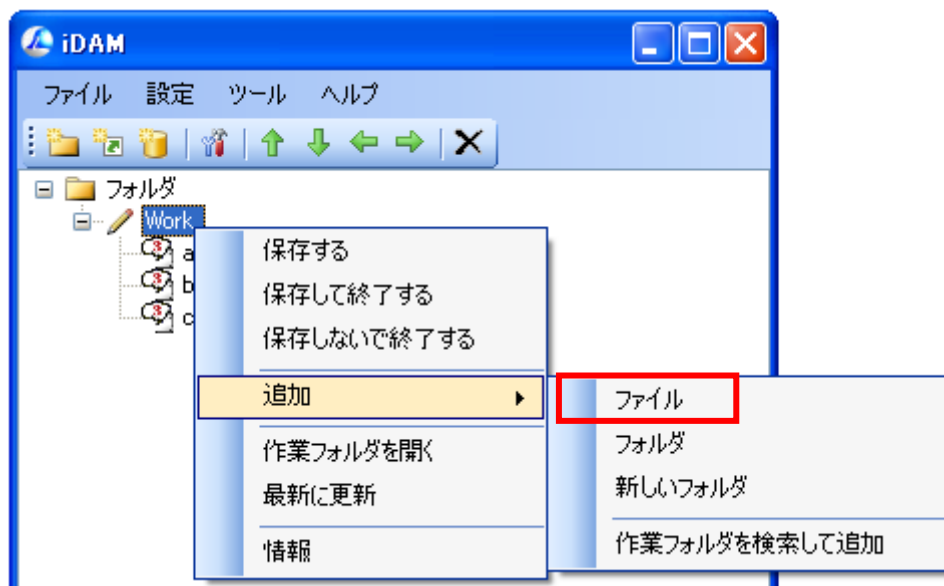 iDAM
ファイル 設定 ツール ヘルプ
フォルダ
Work
a
b
c
保存する
保存して終了する
保存しないで終了する
追加
作業フォルダを開く
最新に更新
情報
ファイル
フォルダ
新しいフォルダ
作業フォルダを検索して追加